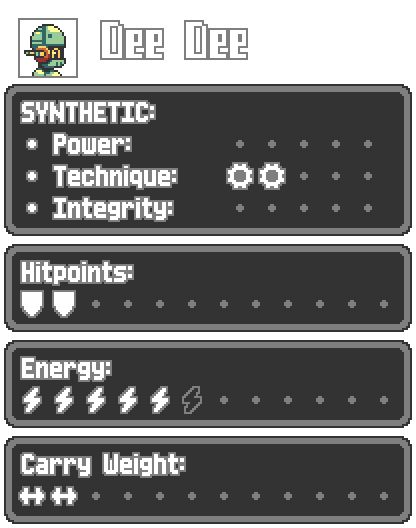 Dee Dee
SYNTHETIC:
• Power:
• Technique:
• Integrity:
Hitpoints:
Energy:
Carry Weight: